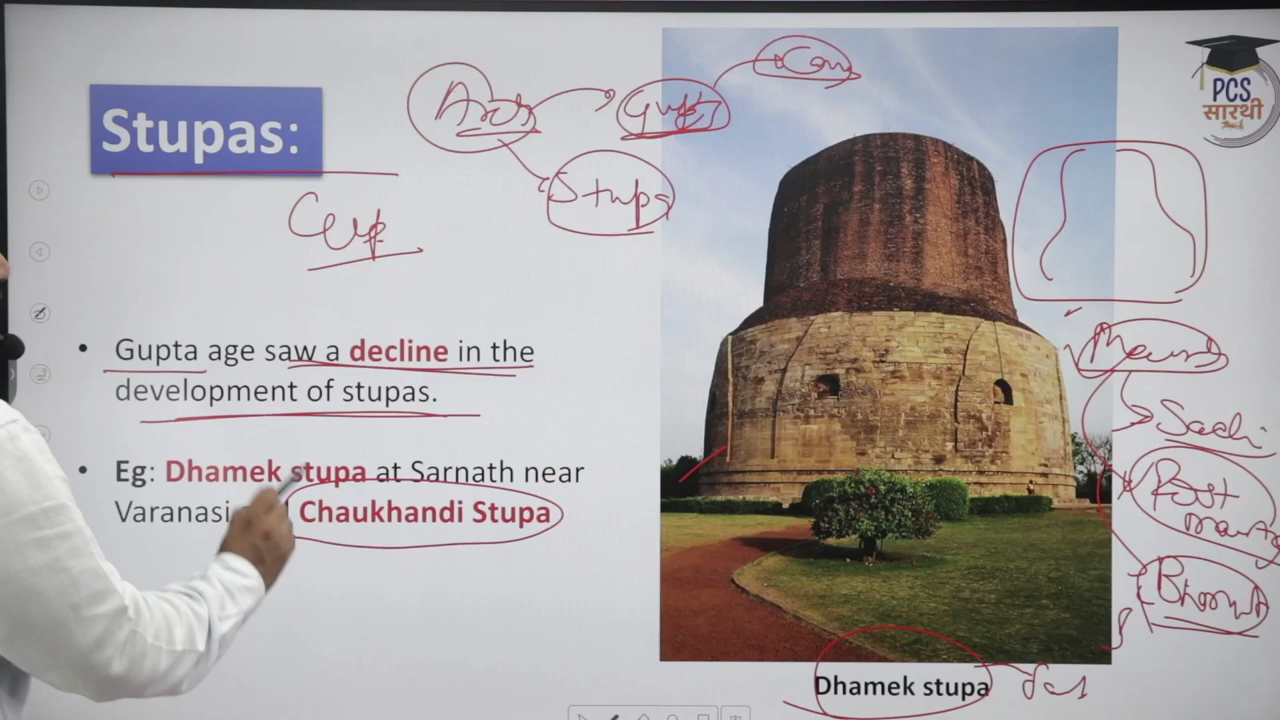 Stupas:
Stupa
PCS
सारथी
Gupta age saw a decline in the
development of stupas.
Eg: Dhamek stupa at Sarnath near
Varanasi
Chaukhandi Stupa
Sachi
Post
Dhamek stupa